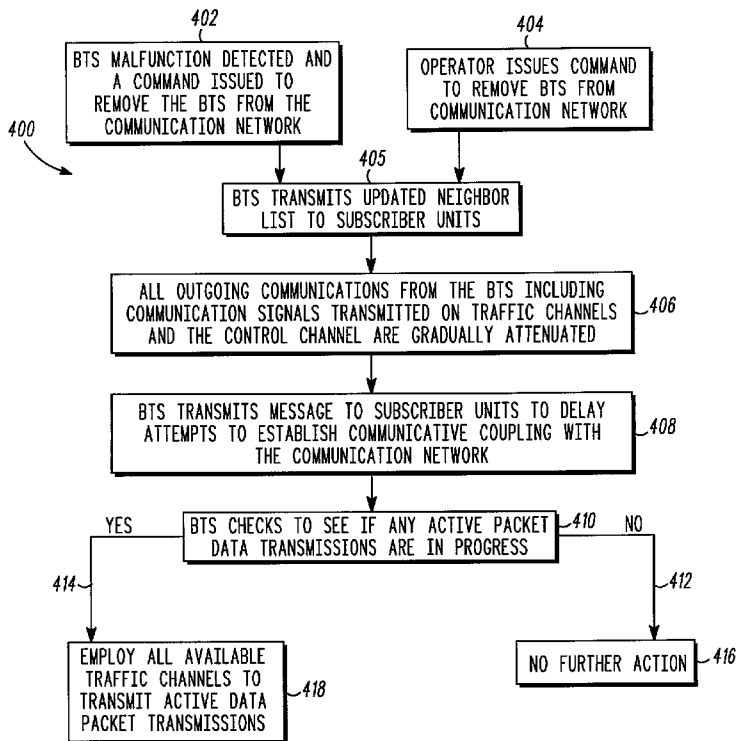 402
BTS MALFUNCTION DETECTED AND
A COMMAND ISSUED TO
REMOVE THE BTS FROM THE
COMMUNICATION NETWORK
404
OPERATOR ISSUES COMMAND
TO REMOVE BTS FROM
COMMUNICATION NETWORK
400
405
BTS TRANSMITS UPDATED NEIGHBOR
LIST TO SUBSCRIBER UNITS
ALL OUTGOING COMMUNICATIONS FROM THE BTS INCLUDING
COMMUNICATION SIGNALS TRANSMITTED ON TRAFFIC CHANNELS
AND THE CONTROL CHANNEL ARE GRADUALLY ATTENUATED
406
BTS TRANSMITS MESSAGE TO SUBSCRIBER UNITS TO DELAY
ATTEMPTS TO ESTABLISH COMMUNICATIVE COUPLING WITH
THE COMMUNICATION NETWORK
408
YES
BTS CHECKS TO SEE IF ANY ACTIVE PACKET
DATA TRANSMISSIONS ARE IN PROGRESS
410
NO
414
412
EMPLOY ALL AVAILABLE
TRAFFIC CHANNELS TO
TRANSMIT ACTIVE DATA
PACKET TRANSMISSIONS
418
NO FURTHER ACTION
416